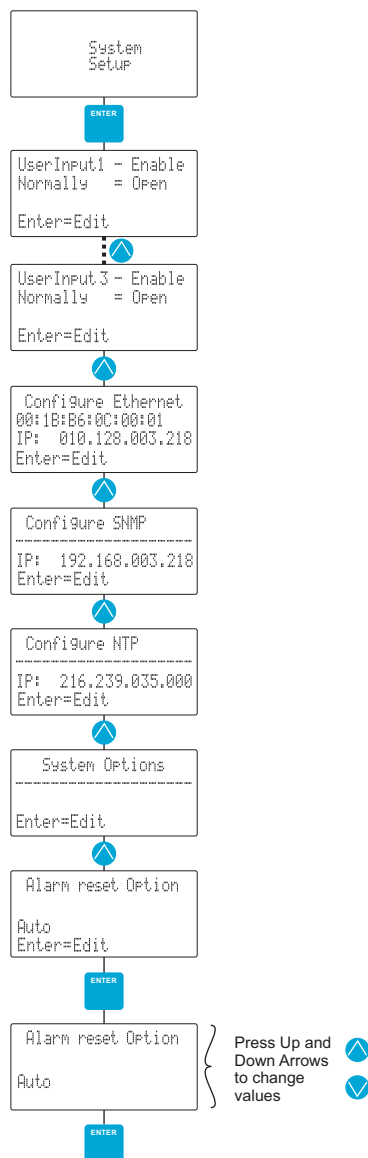 System
Setup
ENTER
UserInput1 - Enable
Normally = Open
Enter=Edit
UserInput3 - Enable
Normally = Open
Enter=Edit
Configure Ethernet
00:1B:B6:0C:00:01
IP: 010.128.003.218
Enter=Edit
Configure SNMP
--------------------
IP: 192.168.003.218
Enter=Edit
Configure NTP
--------------------
IP: 216.239.035.000
Enter=Edit
System Options
--------------------
Enter=Edit
Alarm reset Option
Auto
Enter=Edit
ENTER
Alarm reset Option
Auto
Press Up and
Down Arrows
to change
values
ENTER